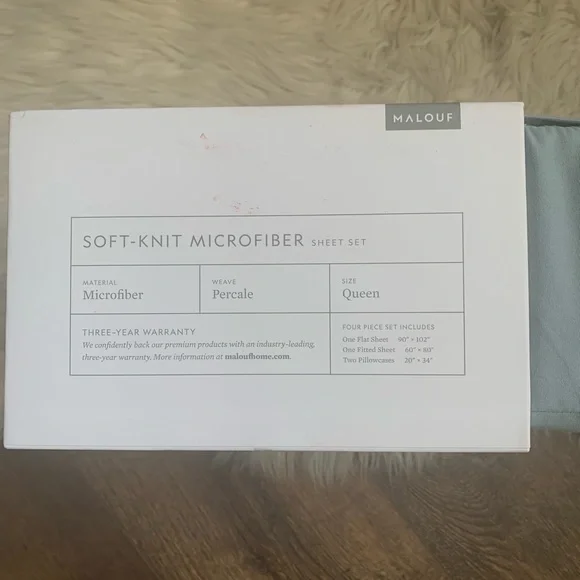 MALOUF
SOFT-KNIT MICROFIBER SHEET SET
MATERIAL
Microfiber
WEAVE
Percale
SIZE
Queen
THREE-YEAR WARRANTY
We confidently back our premium products with an industry-leading,
three-year warranty. More information at maloufhome.com.
FOUR PIECE SET INCLUDES
One Flat Sheet 90" × 102"
One Fitted Sheet 60" × 80"
Two Pillowcases 20" × 34"